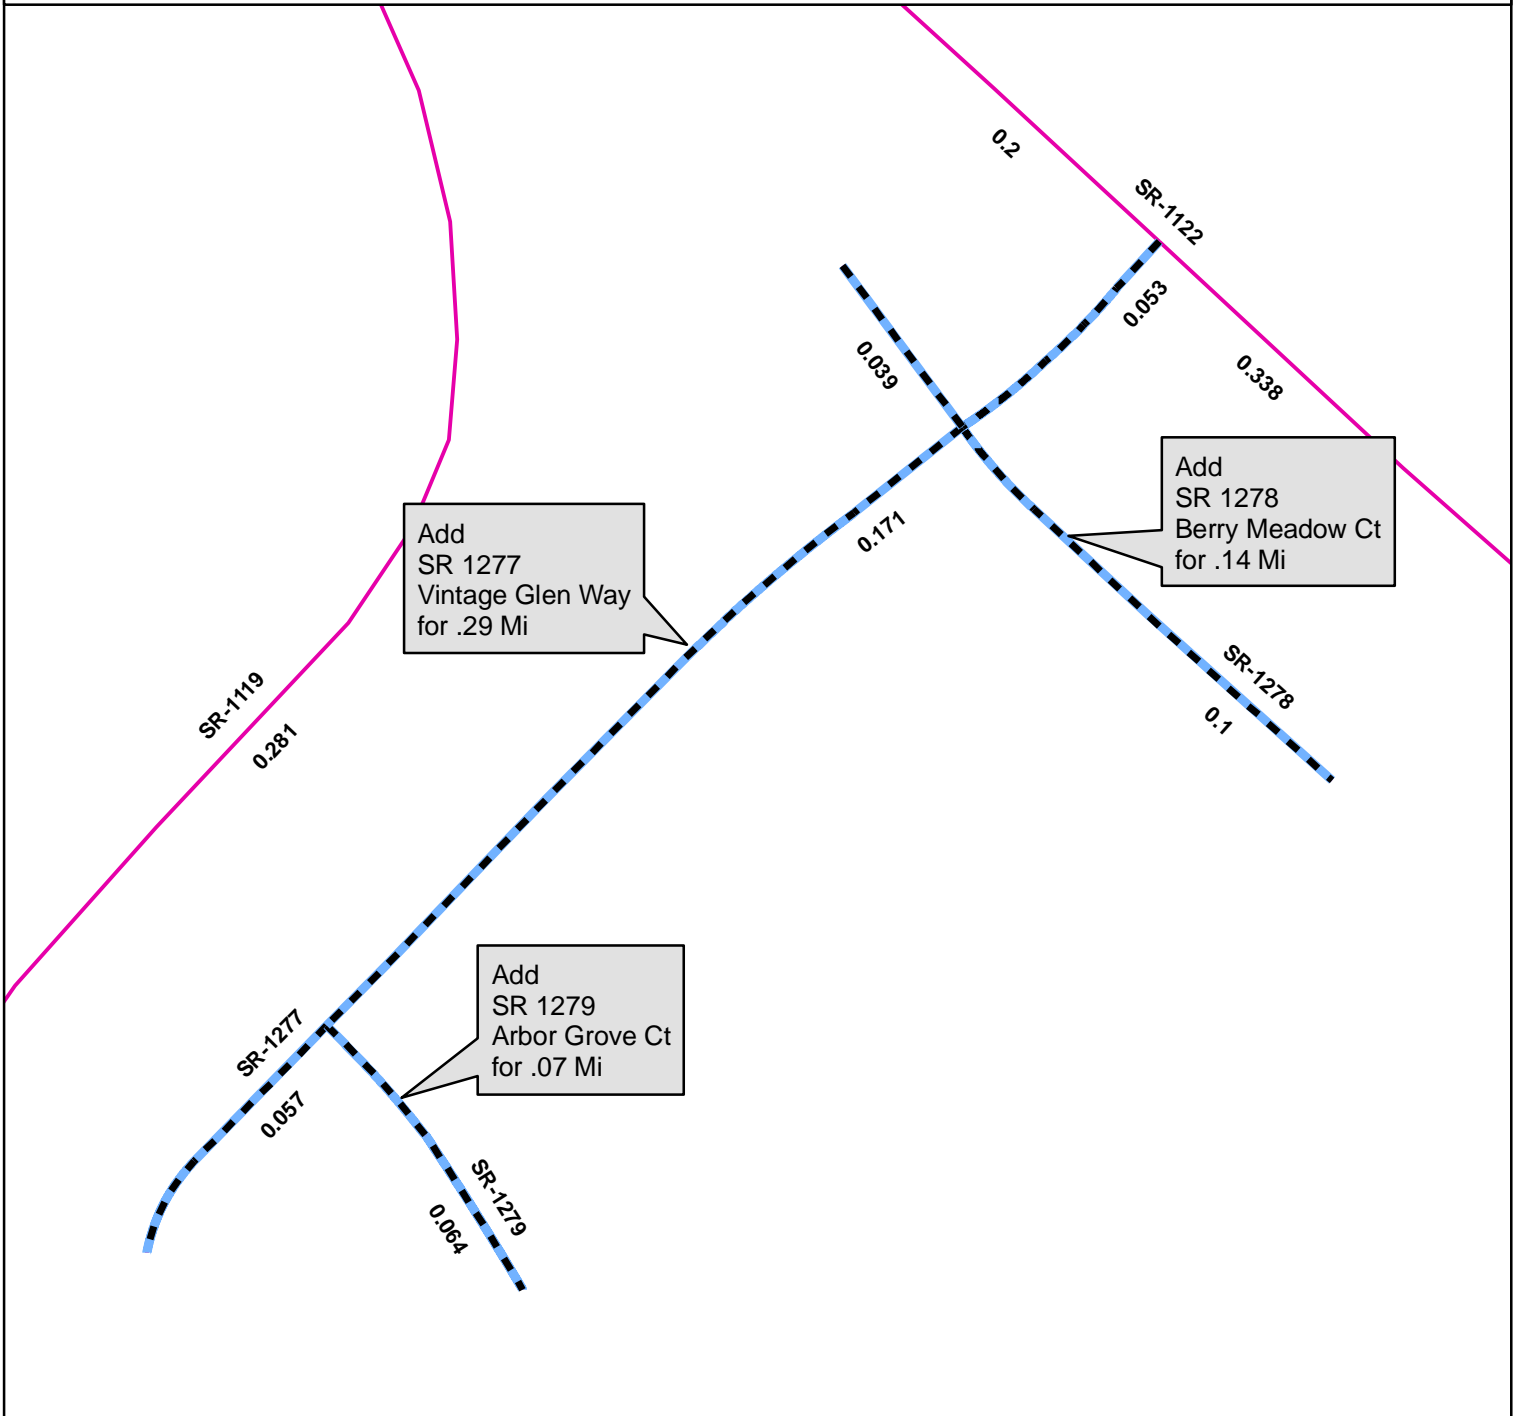 0.2
SR-1122
0.053
0.039
0.338
Add
SR 1278
Berry Meadow Ct
for .14 Mi
Add
SR 1277
Vintage Glen Way
for .29 Mi
0.171
SR-1278
0.1
SR-1119
0.281
Add
SR 1279
Arbor Grove Ct
for .07 Mi
SR-1277
0.057
SR-1279
0.064